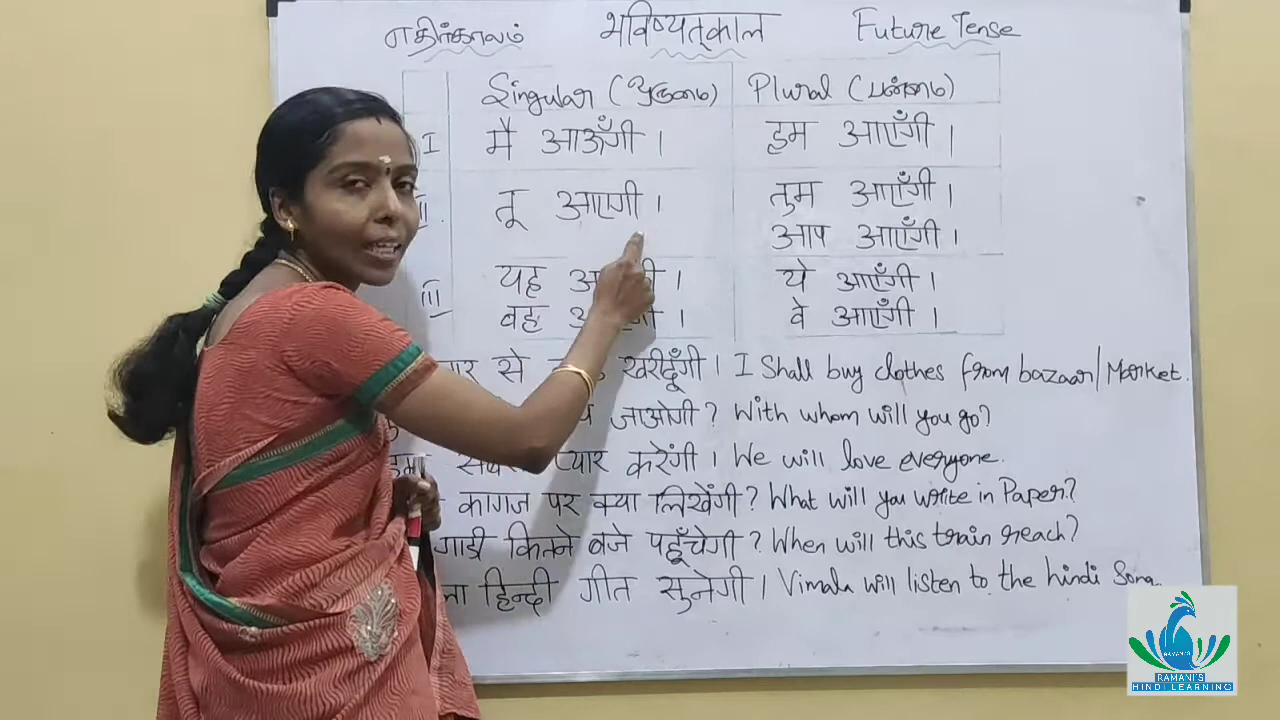 எதிர்காலம் भविष्यत्काल Future Tense
Singular (ஒருமை) Plural (பன்மை)
I मै आऊँगी । हम आएँगी ।
II. तू आएगी । तुम आएँगी ।
आप आएँगी ।
III यह । ये आएँगी ।
वह । वे आएँगी ।
से खरीदूँगी । I Shall buy clothes from bazaar/Market.
जाओगी ? With whom will you go?
हम प्यार करेंगी । We will love everyone.
कागज पर क्या लिखेंगी ? What will you write in Paper?
गाडी कितने बजे पहूँचेगी ? When will this train reach?
हिन्दी गीत सुनेगी । Vimala will listen to the hindi Song
RAMANI'S
RAMANI'S
HINDI LEARNING